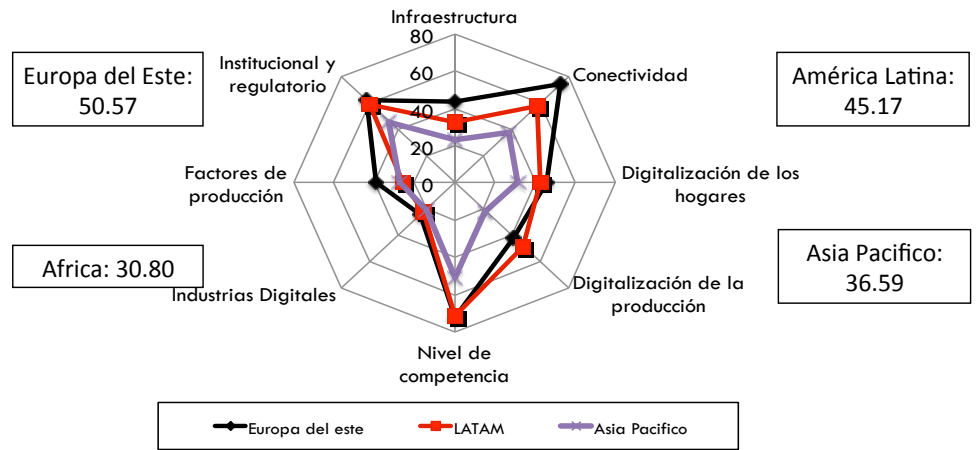 Infraestructura
80
60
40
20
0
Conectividad
Digitalización de los
hogares
Digitalización de la
producción
Nivel de
competencia
Industrias Digitales
Factores de
producción
Institucional y
regulatorio
Europa del Este:
50.57
América Latina:
45.17
Africa: 30.80
Asia Pacifico:
36.59
Europa del este
LATAM
Asia Pacifico